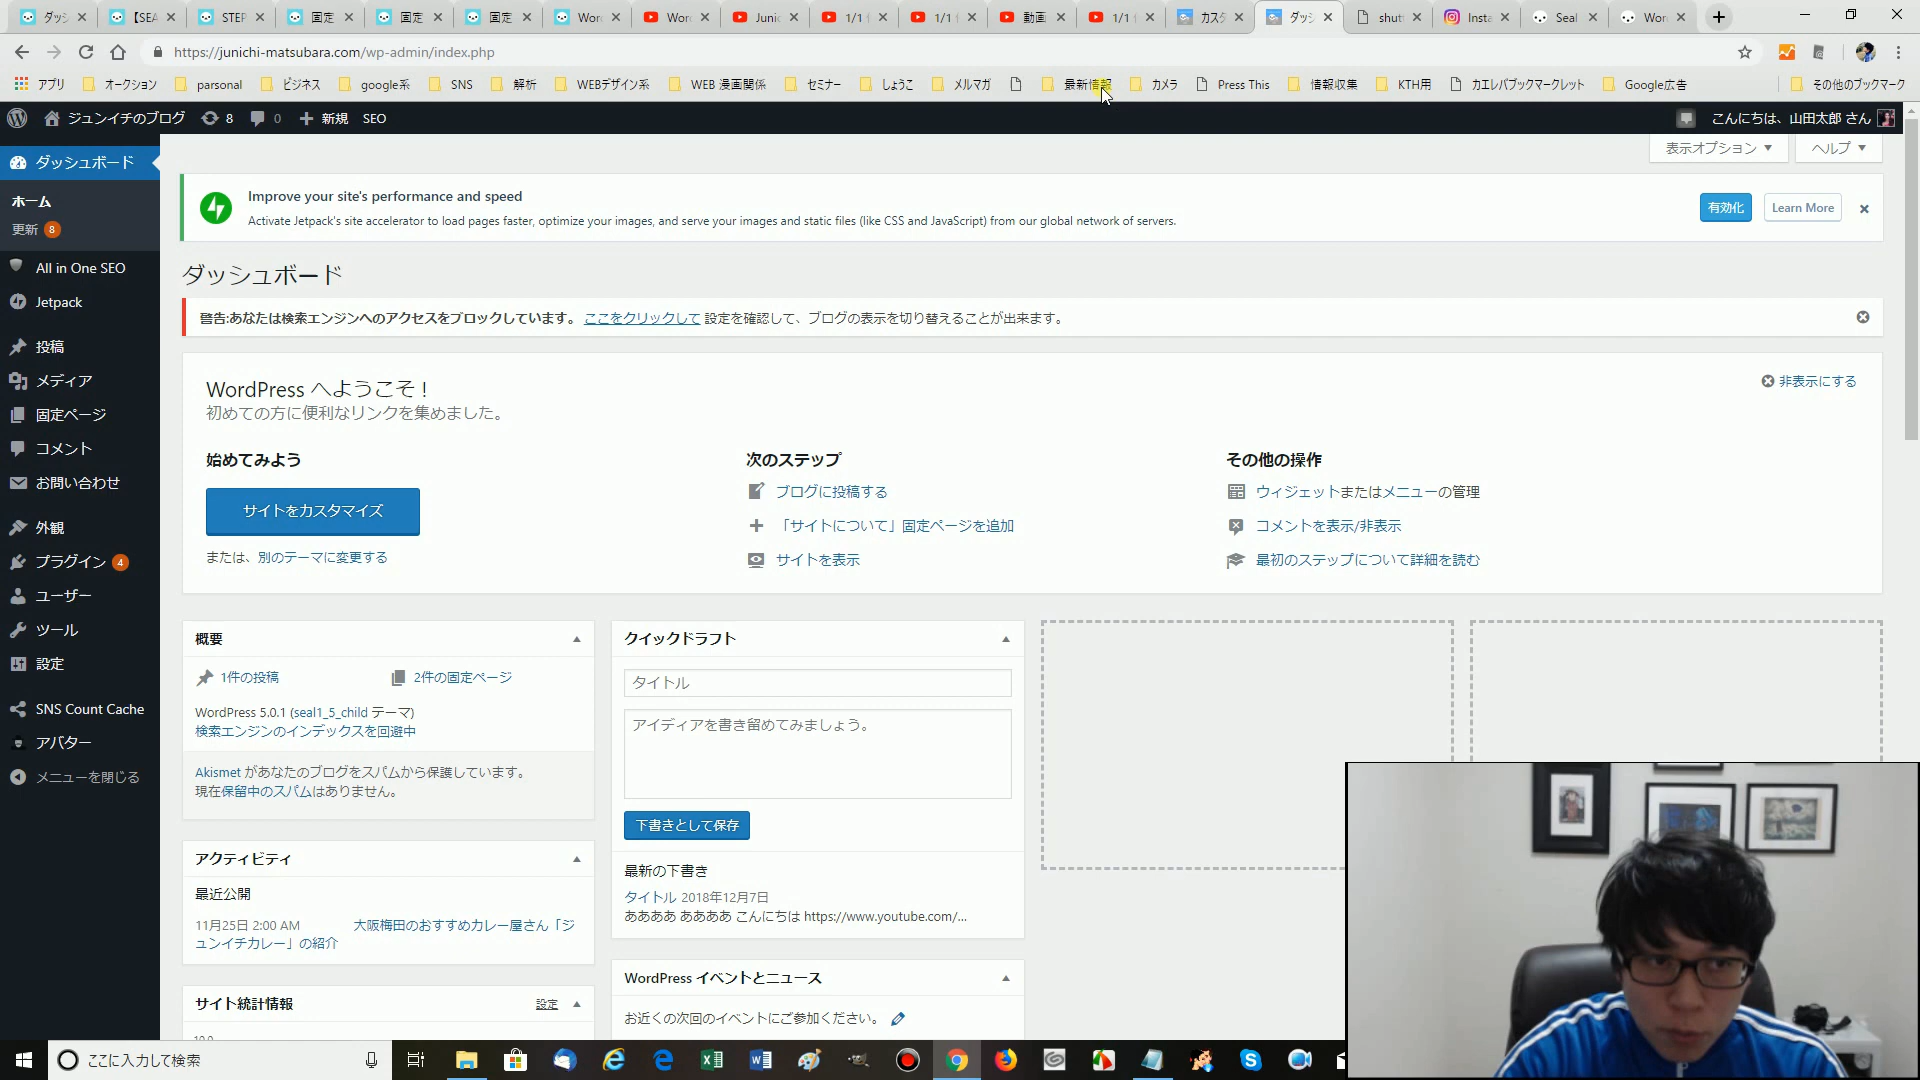 ダッシ
【SEA
STEP
固定
固定
固定
Wor
Wor
Juni
1/1
1/1
動画
1/1
カスタ
ダッシ
shut
Insta
Seal
Wor
https://junichi-matsubara.com/wp-admin/index.php
アプリ オークション parsonal ビジネス google系 SNS 解析 WEBデザイン系 WEB 漫画関係 セミナー しょうこ メルマガ 最新情報 カメラ Press This 情報収集 KTH用 カエレバブックマークレット Google広告 その他のブックマーク
ジュンイチのブログ 8 0 + 新規 SEO こんにちは、山田太郎 さん
ダッシュボード
ホーム
更新 8
All in One SEO
Jetpack
投稿
メディア
固定ページ
コメント
お問い合わせ
外観
プラグイン 4
ユーザー
ツール
設定
SNS Count Cache
アバター
メニューを閉じる
表示オプション ▼ ヘルプ ▼
Improve your site's performance and speed
Activate Jetpack's site accelerator to load pages faster, optimize your images, and serve your images and static files (like CSS and JavaScript) from our global network of servers.
有効化 Learn More
ダッシュボード
警告:あなたは検索エンジンへのアクセスをブロックしています。 ここをクリックして 設定を確認して、ブログの表示を切り替えることが出来ます。
WordPress へようこそ !
初めての方に便利なリンクを集めました。
非表示にする
始めてみよう
サイトをカスタマイズ
または、別のテーマに変更する
次のステップ
ブログに投稿する
「サイトについて」固定ページを追加
サイトを表示
その他の操作
ウィジェットまたはメニューの管理
コメントを表示/非表示
最初のステップについて詳細を読む
概要
1件の投稿 2件の固定ページ
WordPress 5.0.1 (seal1_5_child テーマ)
検索エンジンのインデックスを回避中
Akismet があなたのブログをスパムから保護しています。
現在保留中のスパムはありません。
アクティビティ
最近公開
11月25日 2:00 AM 大阪梅田のおすすめカレー屋さん「ジ
ュンイチカレー」の紹介
サイト統計情報 設定
クイックドラフト
タイトル
アイディアを書き留めてみましょう。
下書きとして保存
最新の下書き
タイトル 2018年12月7日
ああああ ああああ こんにちは https://www.youtube.com/...
WordPress イベントとニュース
お近くの次回のイベントにご参加ください。
ここに入力して検索